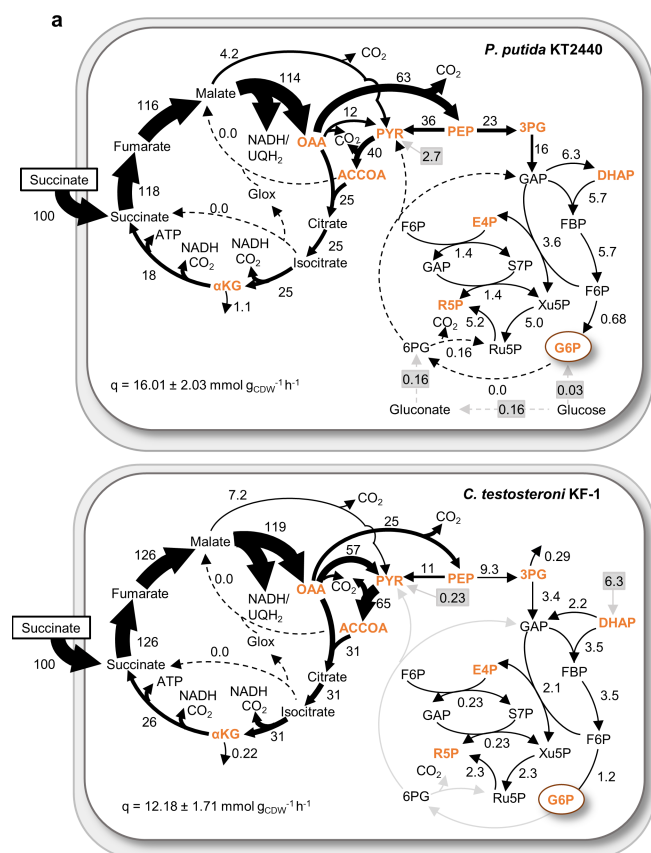 a
P. putida KT2440
4.2
CO2
114
63
CO2
Malate
116
0.0
12
NADH/
UQH2
OAA
CO2
PYR
36
PEP
23
3PG
40
2.7
16
6.3
Fumarate
ACCOA
GAP
DHAP
Succinate
118
Glox
25
5.7
FBP
100
Succinate
0.0
Citrate
F6P
E4P
3.6
ATP
NADH
CO2
NADH
CO2
25
1.4
5.7
Isocitrate
GAP
S7P
18
αKG
25
1.4
F6P
R5P
Xu5P
1.1
CO2
5.2
5.0
0.68
6PG
0.16
Ru5P
G6P
0.16
0.0
0.03
q = 16.01 ± 2.03 mmol gCDW-1h-1
Gluconate
0.16
Glucose
C. testosteroni KF-1
7.2
CO2
119
25
CO2
Malate
57
126
0.0
NADH/
UQH2
OAA
CO2
PYR
11
PEP
9.3
3PG
0.29
65
0.23
3.4
2.2
6.3
Fumarate
ACCOA
GAP
DHAP
Succinate
126
Glox
31
3.5
FBP
100
Succinate
0.0
Citrate
F6P
E4P
2.1
ATP
NADH
CO2
NADH
CO2
31
0.23
3.5
Isocitrate
GAP
S7P
26
αKG
31
0.23
F6P
R5P
Xu5P
0.22
CO2
2.3
2.3
1.2
6PG
Ru5P
G6P
q = 12.18 ± 1.71 mmol gCDW-1h-1